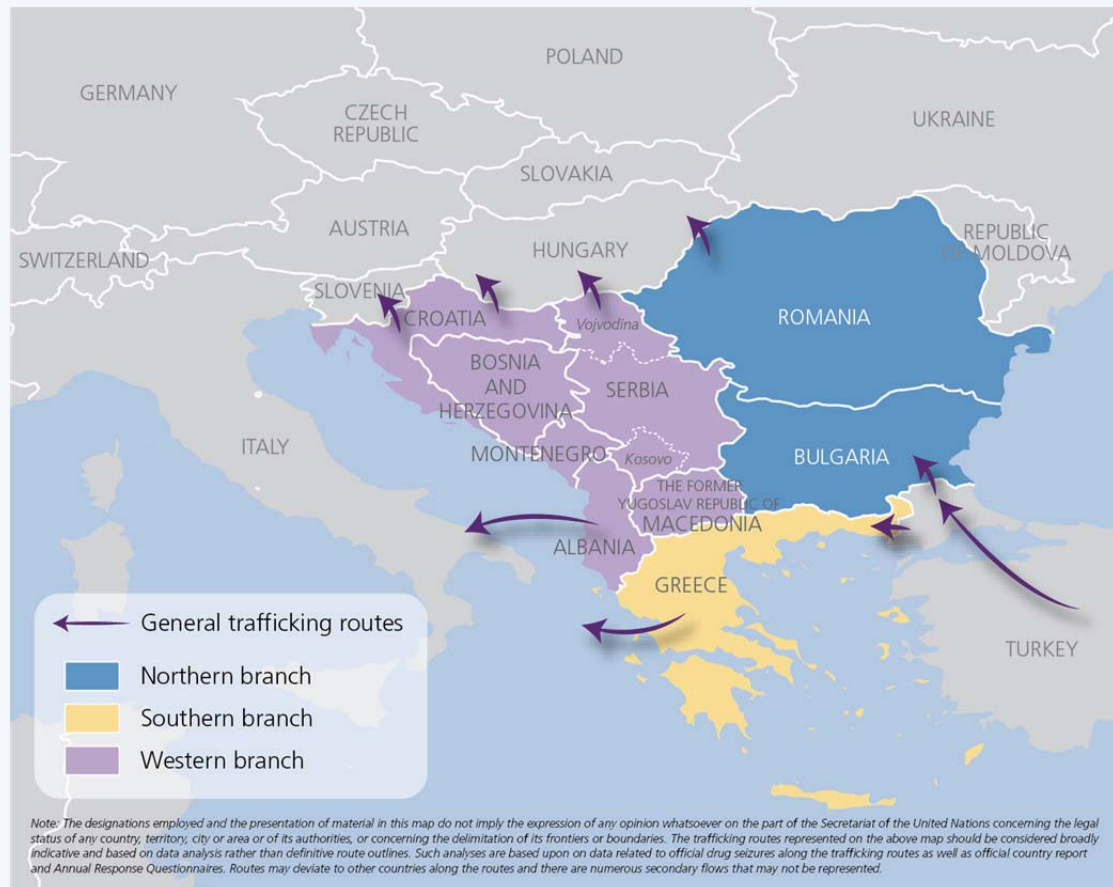 POLAND
GERMANY
UKRAINE
CZECH
REPUBLIC
SLOVAKIA
AUSTRIA
REPUBLIC
OF MOLDOVA
HUNGARY
SWITZERLAND
SLOVENIA
CROATIA
Vojvodina
ROMANIA
BOSNIA
AND
HERZEGOVINA
SERBIA
ITALY
MONTENEGRO
Kosovo
BULGARIA
THE FORMER
YUGOSLAV REPUBLIC OF
MACEDONIA
ALBANIA
GREECE
TURKEY
General trafficking routes
Northern branch
Southern branch
Western branch
Note: The designations employed and the presentation of material in this map do not imply the expression of any opinion whatsoever on the part of the Secretariat of the United Nations concerning the legal
status of any country, territory, city or area or of its authorities, or concerning the delimitation of its frontiers or boundaries. The trafficking routes represented on the above map should be considered broadly
indicative and based on data analysis rather than definitive route outlines. Such analyses are based upon on data related to official drug seizures along the trafficking routes as well as official country report
and Annual Response Questionnaires. Routes may deviate to other countries along the routes and there are numerous secondary flows that may not be represented.